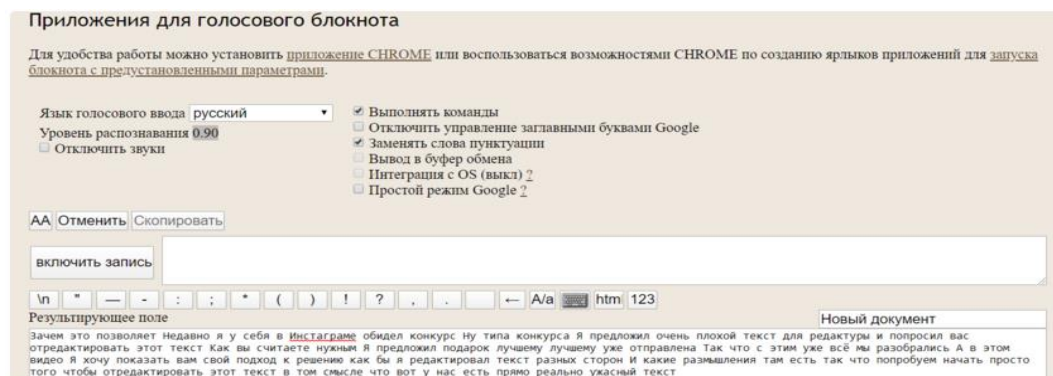 Приложения для голосового блокнота
Для удобства работы можно установить приложение CHROME или воспользоваться возможностями CHROME по созданию ярлыков приложений для запуска
блокнота с предустановленными параметрами.
Язык голосового ввода русский
Уровень распознавания 0.90
Отключить звуки
Выполнять команды
Отключить управление заглавными буквами Google
Заменять слова пунктуации
Вывод в буфер обмена
Интеграция с OS (выкл) ?
Простой режим Google ?
АА Отменить Скопировать
включить запись
\n " — - : ; * ( ) ! ? , . ← A/a htm 123
Результирующее поле
Новый документ
Зачем это позволяет Недавно я у себя в Инстаграме обидел конкурс Ну типа конкурса Я предложил очень плохой текст для редактуры и попросил вас
отредактировать этот текст Как вы считаете нужным Я предложил подарок лучшему лучшему уже отправлена Так что с этим уже всё мы разобрались А в этом
видео Я хочу показать вам свой подход к решению как бы я редактировал текст разных сторон И какие размышления там есть так что попробуем начать просто
того чтобы отредактировать этот текст в том смысле что вот у нас есть прямо реально ужасный текст